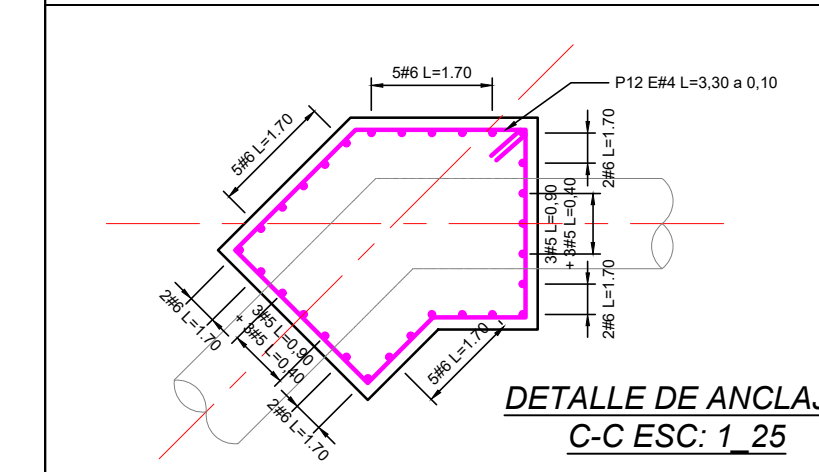 5#6 L=1.70
P12 E#4 L=3,30 a 0,10
5#6 L=1.70
2#6 L=1.70
3#5 L=0,90
+ 3#5 L=0,40
2#6 L=1.70
2#6 L=1.70
3#5 L=0,90
+ 3#5 L=0,40
2#6 L=1.70
5#6 L=1.70
DETALLE DE ANCLAJ
C-C ESC: 1_25